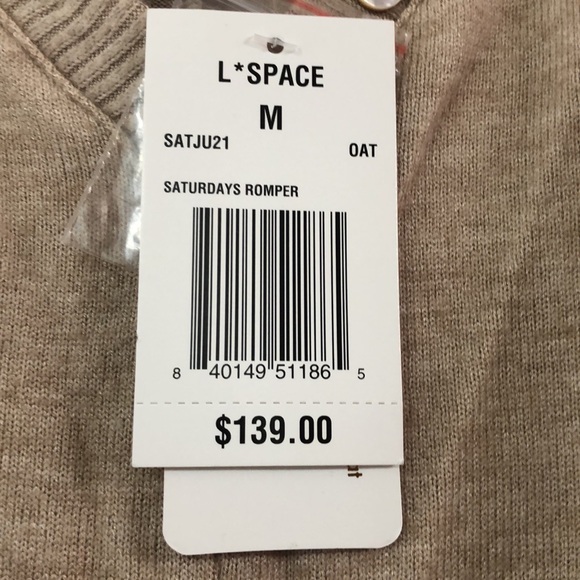 L*SPACE
M
SATJU21 OAT
SATURDAYS ROMPER
8 40149 51186 5
$139.00